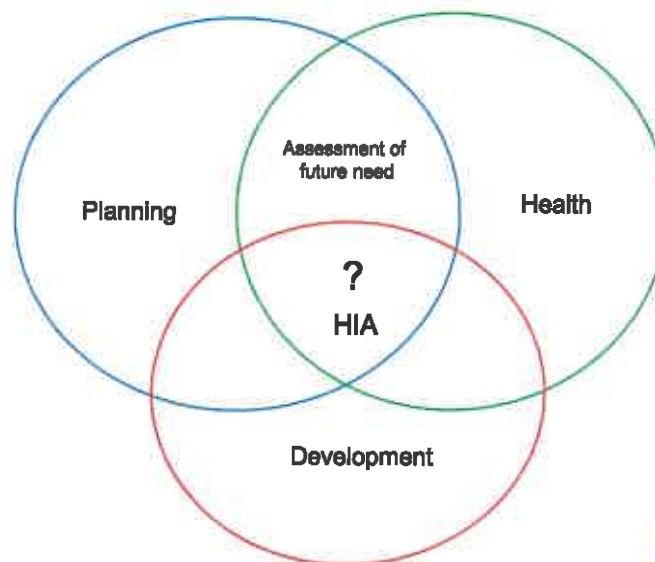 Assessment of
future need
Planning
Health
?
HIA
Development